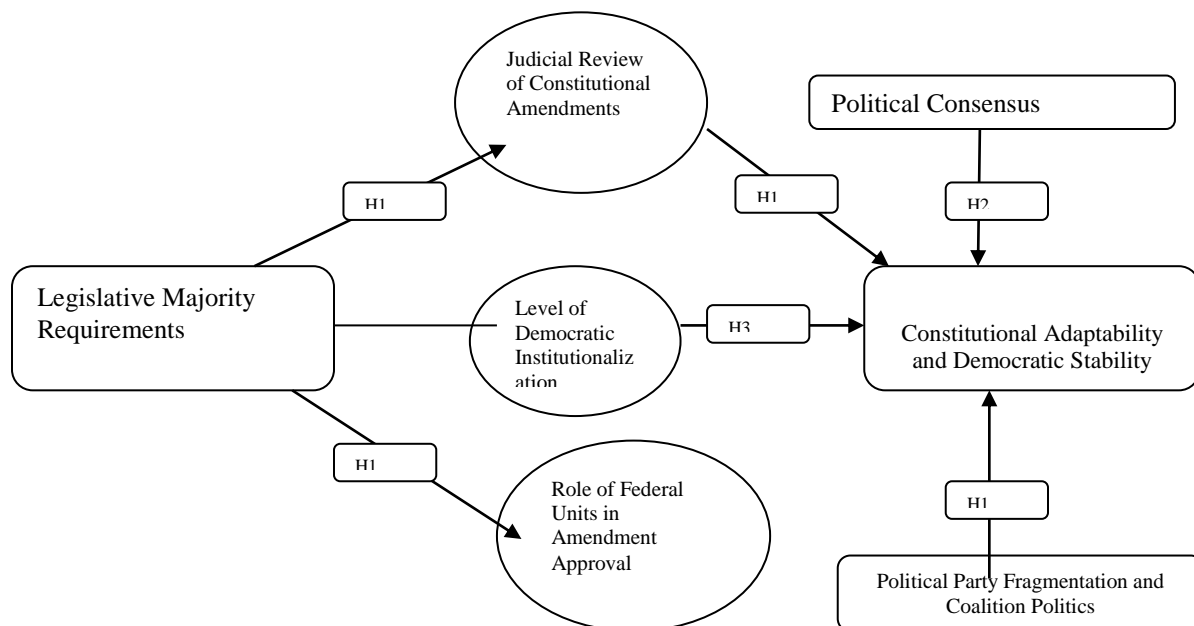 Judicial Review
of Constitutional
Amendments
Political Consensus
H1
H1
H2
Legislative Majority
Requirements
Level of
Democratic
Institutionaliz
ation
H3
Constitutional Adaptability
and Democratic Stability
H1
Role of Federal
Units in
Amendment
Approval
H1
Political Party Fragmentation and
Coalition Politics